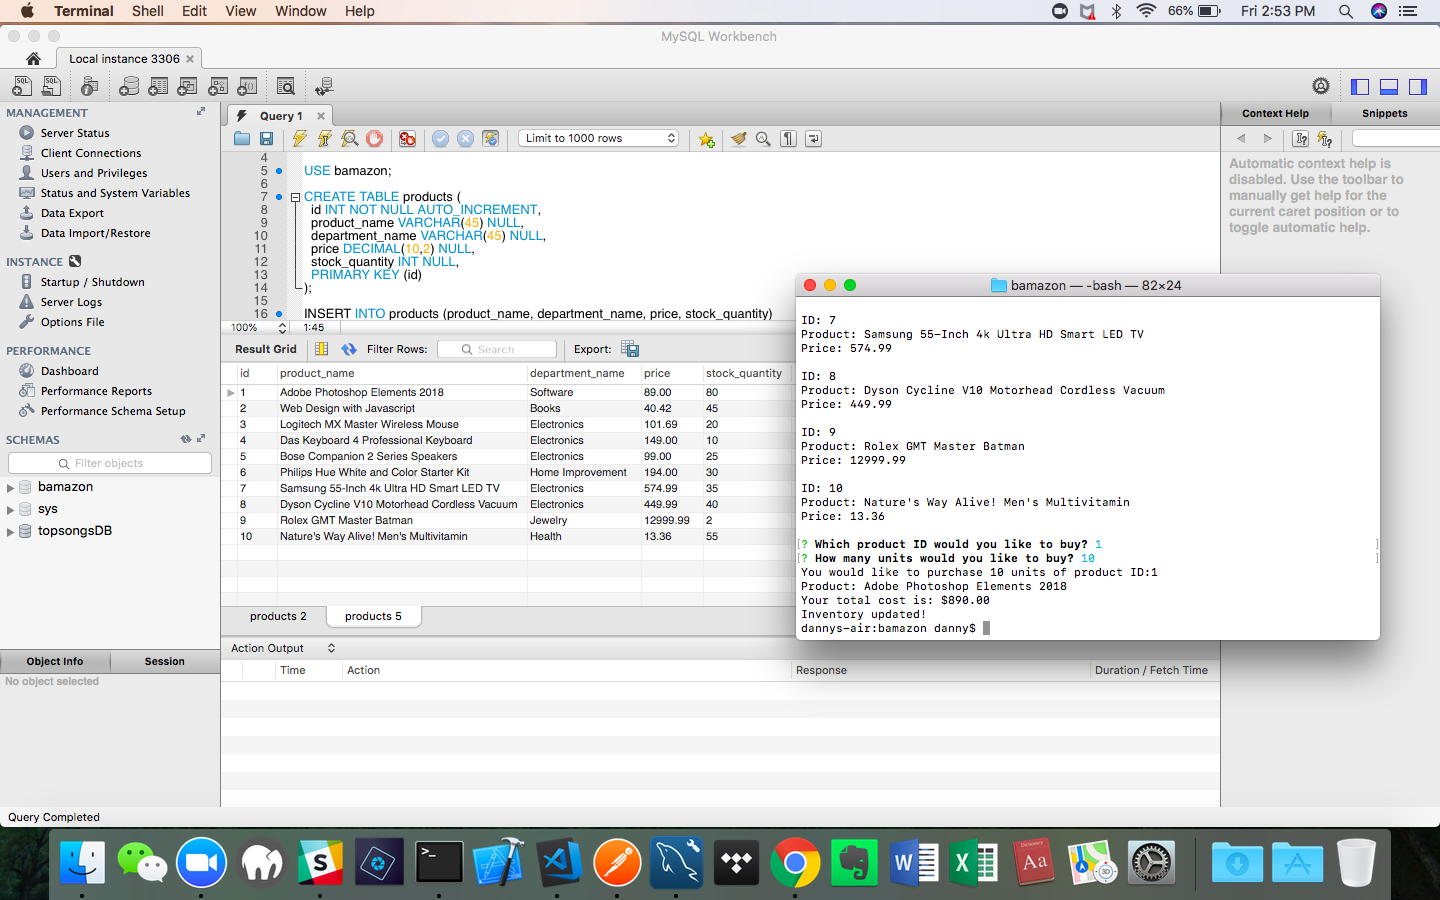 Terminal Shell Edit View Window Help 66% Fri 2:53 PM
MySQL Workbench
Local instance 3306
MANAGEMENT
Server Status
Client Connections
Users and Privileges
Status and System Variables
Data Export
Data Import/Restore
INSTANCE
Startup / Shutdown
Server Logs
Options File
PERFORMANCE
Dashboard
Performance Reports
Performance Schema Setup
SCHEMAS
Filter objects
bamazon
sys
topsongsDB
Object Info Session
No object selected
Query 1
Limit to 1000 rows
4
5 USE bamazon;
6
7 CREATE TABLE products (
8 id INT NOT NULL AUTO_INCREMENT,
9 product_name VARCHAR(45) NULL,
10 department_name VARCHAR(45) NULL,
11 price DECIMAL(10,2) NULL,
12 stock_quantity INT NULL,
13 PRIMARY KEY (id)
14 );
15
16 INSERT INTO products (product_name, department_name, price, stock_quantity)
100% 1:45
Result Grid Filter Rows: Search Export:
id product_name department_name price stock_quantity
1 Adobe Photoshop Elements 2018 Software 89.00 80
2 Web Design with Javascript Books 40.42 45
3 Logitech MX Master Wireless Mouse Electronics 101.69 20
4 Das Keyboard 4 Professional Keyboard Electronics 149.00 10
5 Bose Companion 2 Series Speakers Electronics 99.00 25
6 Philips Hue White and Color Starter Kit Home Improvement 194.00 30
7 Samsung 55-Inch 4k Ultra HD Smart LED TV Electronics 574.99 35
8 Dyson Cycline V10 Motorhead Cordless Vacuum Electronics 449.99 40
9 Rolex GMT Master Batman Jewelry 12999.99 2
10 Nature's Way Alive! Men's Multivitamin Health 13.36 55
products 2 products 5
Action Output
Time Action Response Duration / Fetch Time
Context Help Snippets
Automatic context help is
disabled. Use the toolbar to
manually get help for the
current caret position or to
toggle automatic help.
bamazon — -bash — 82×24
ID: 7
Product: Samsung 55-Inch 4k Ultra HD Smart LED TV
Price: 574.99
ID: 8
Product: Dyson Cycline V10 Motorhead Cordless Vacuum
Price: 449.99
ID: 9
Product: Rolex GMT Master Batman
Price: 12999.99
ID: 10
Product: Nature's Way Alive! Men's Multivitamin
Price: 13.36
[? Which product ID would you like to buy? 1 ]
[? How many units would you like to buy? 10 ]
You would like to purchase 10 units of product ID:1
Product: Adobe Photoshop Elements 2018
Your total cost is: $890.00
Inventory updated!
dannys-air:bamazon danny$
Query Completed